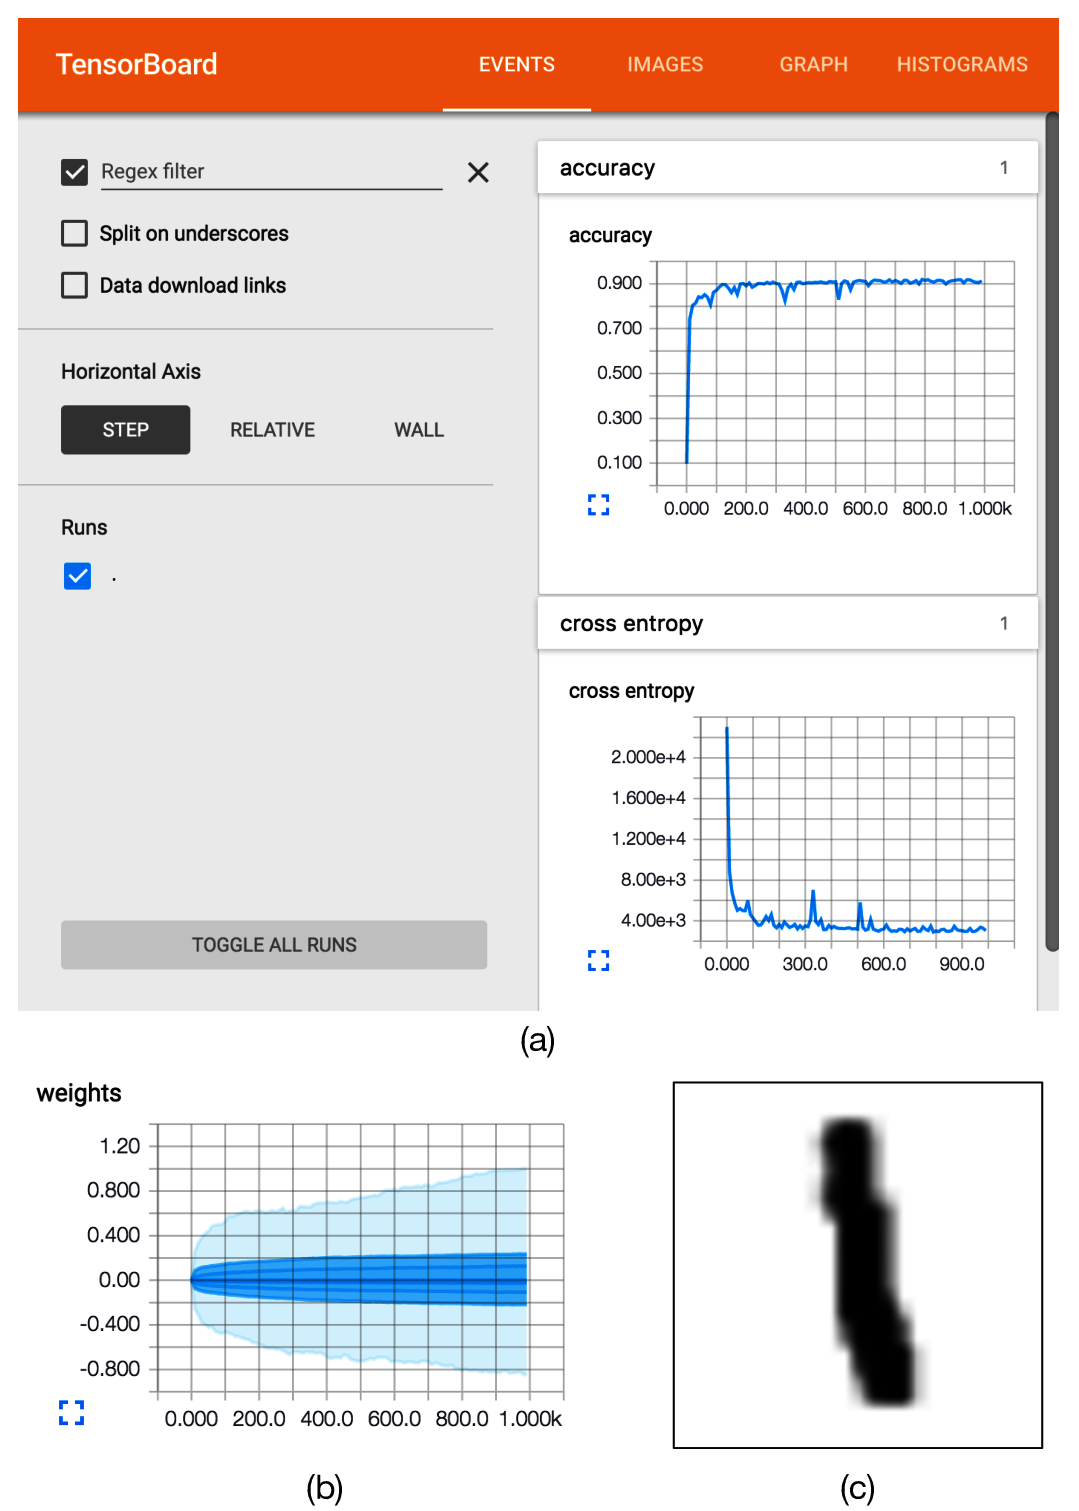 TensorBoard EVENTS IMAGES GRAPH HISTOGRAMS
Regex filter
Split on underscores
Data download links
Horizontal Axis
STEP RELATIVE WALL
Runs
.
TOGGLE ALL RUNS
accuracy 1
accuracy
0.900
0.700
0.500
0.300
0.100
0.000 200.0 400.0 600.0 800.0 1.000k
cross entropy 1
cross entropy
2.000e+4
1.600e+4
1.200e+4
8.00e+3
4.00e+3
0.000 300.0 600.0 900.0
(a)
weights
1.20
0.800
0.400
0.00
-0.400
-0.800
0.000 200.0 400.0 600.0 800.0 1.000k
(b) (c)